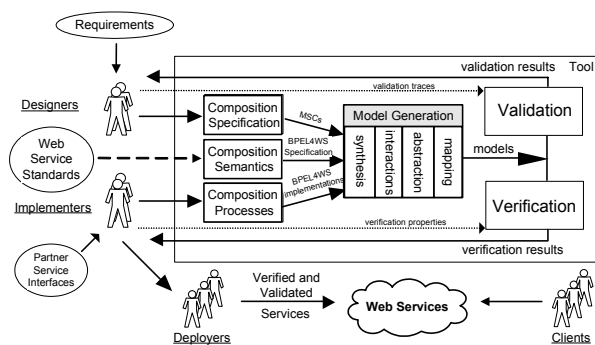 Requirements
validation results
Tool
Designers
validation traces
Composition
Specification
MSCs
Model Generation
Validation
Web
Service
Standards
Composition
Semantics
BPEL4WS
Specification
synthesis
interactions
abstraction
mapping
models
Implementers
Composition
Processes
BPEL4WS
implementations
Verification
verification properties
verification results
Partner
Service
Interfaces
Verified and
Validated
Services
Web Services
Deployers
Clients